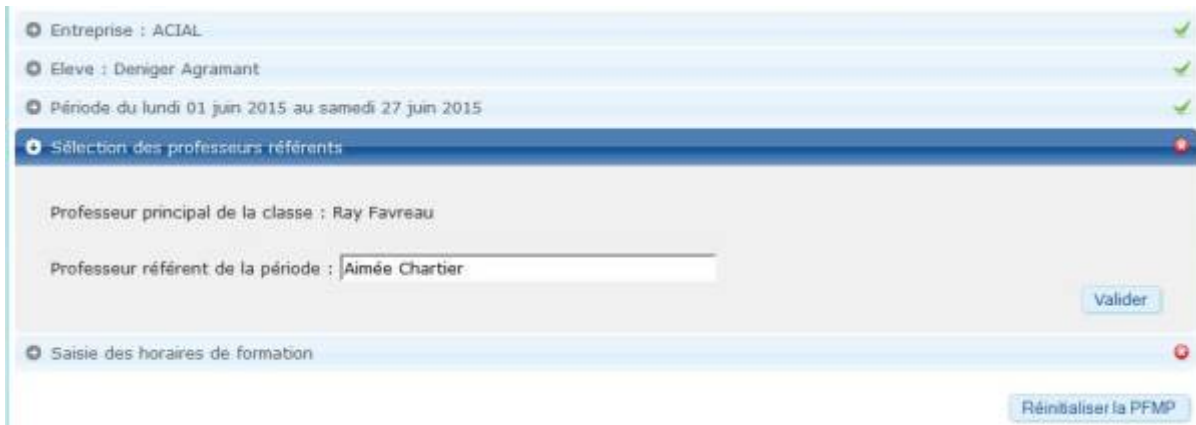 Entreprise : ACIAL
Eleve : Deniger Agramant
Période du lundi 01 juin 2015 au samedi 27 juin 2015
Sélection des professeurs référents
Professeur principal de la classe : Ray Favreau
Professeur référent de la période : Aimée Chartier
Valider
Saisie des horaires de formation
Réinitialiser la PFMP